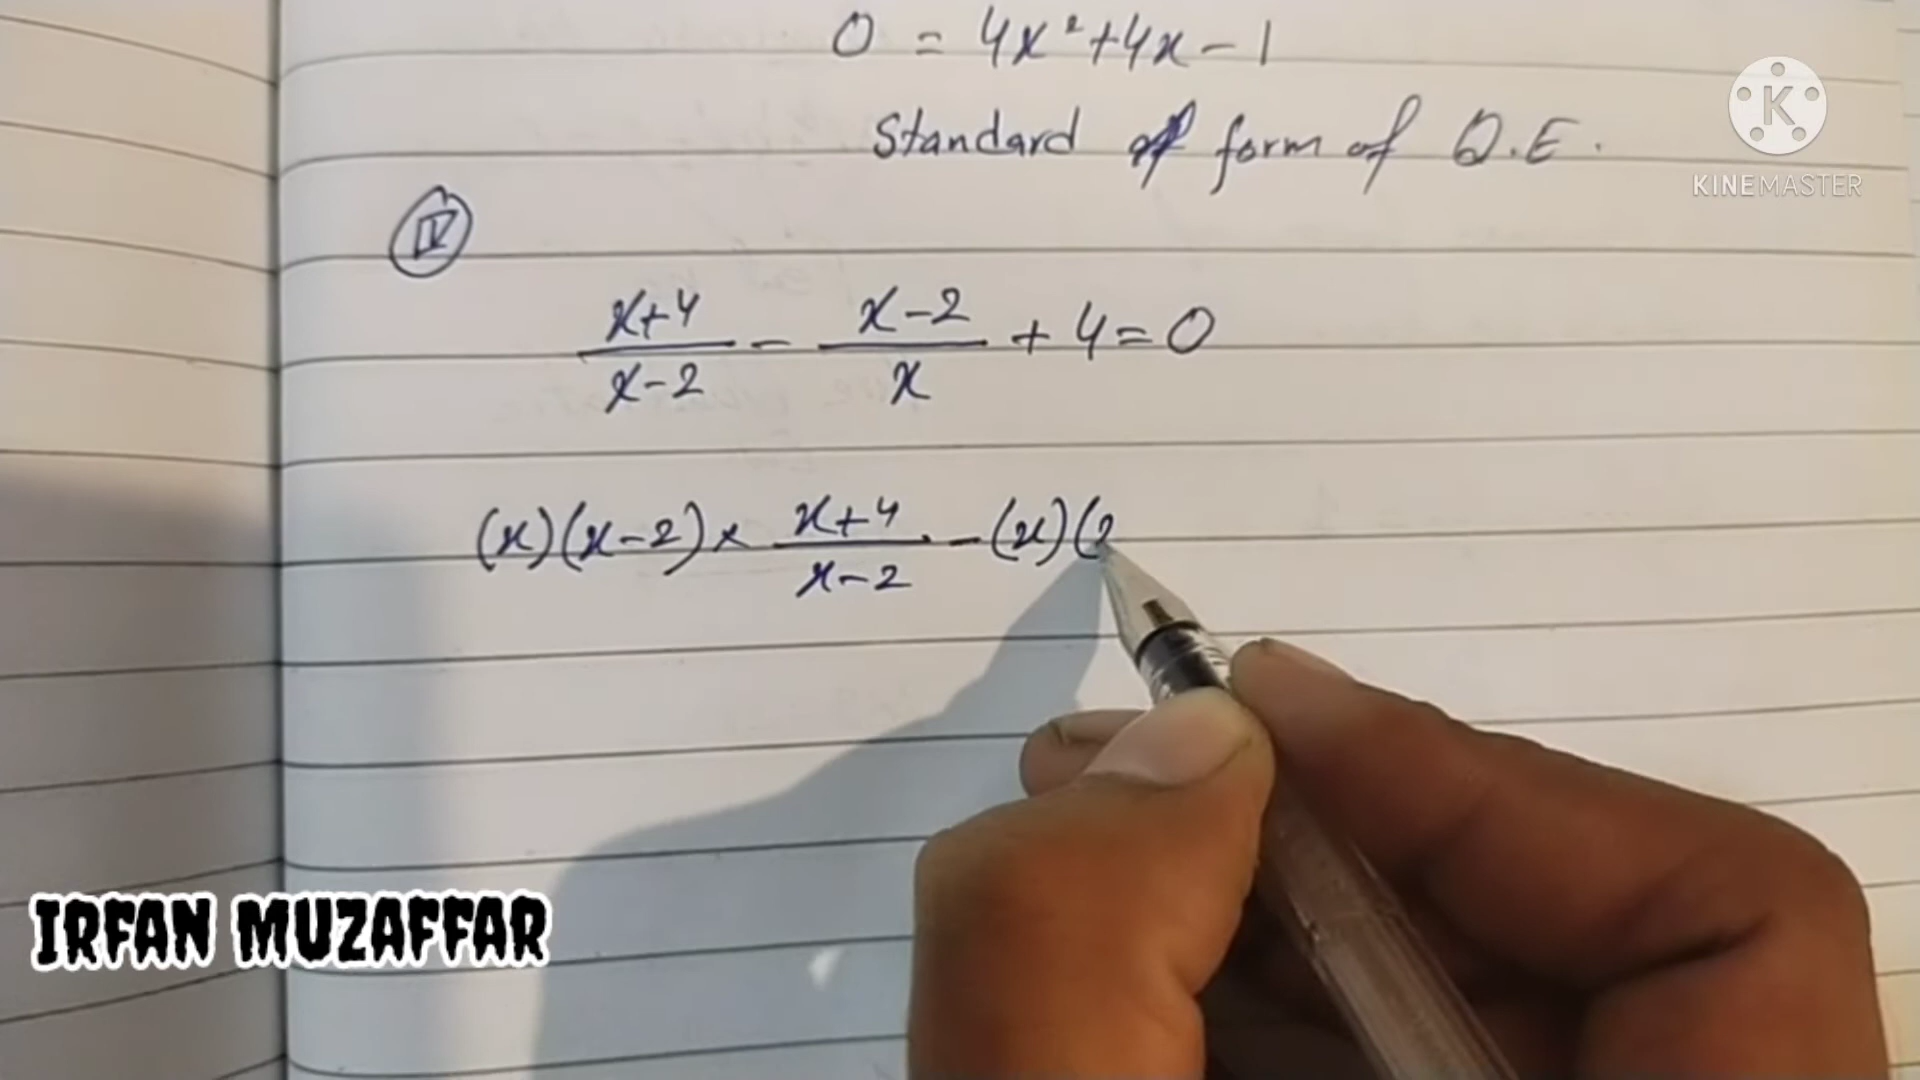 0 = 4x²+4x-1
Standard form of Q.E.
KINEMASTER
IV
x+4/x-2 - x-2/x + 4=0
(x)(x-2)× x+4/x-2 -(x)(
IRFAN MUZAFFAR